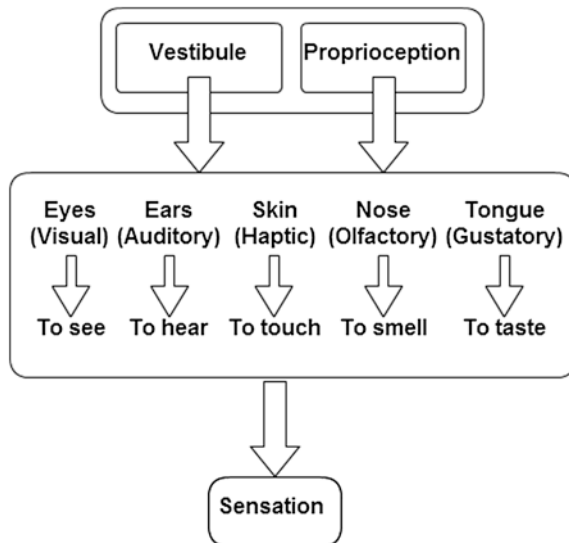 Vestibule Proprioception
Eyes Ears Skin Nose Tongue
(Visual) (Auditory) (Haptic) (Olfactory) (Gustatory)
To see To hear To touch To smell To taste
Sensation